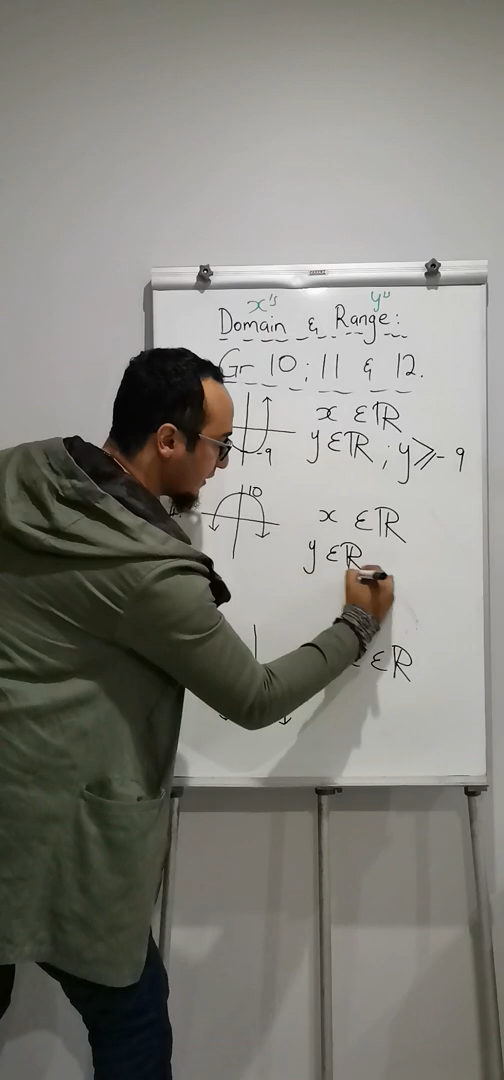 x's y's
Domain & Range:
Gr 10 ; 11 & 12.
x ∈ ℝ
-9
y ∈ ℝ ; y ≥ -9
10
x ∈ ℝ
y ∈ ℝ
∈ ℝ